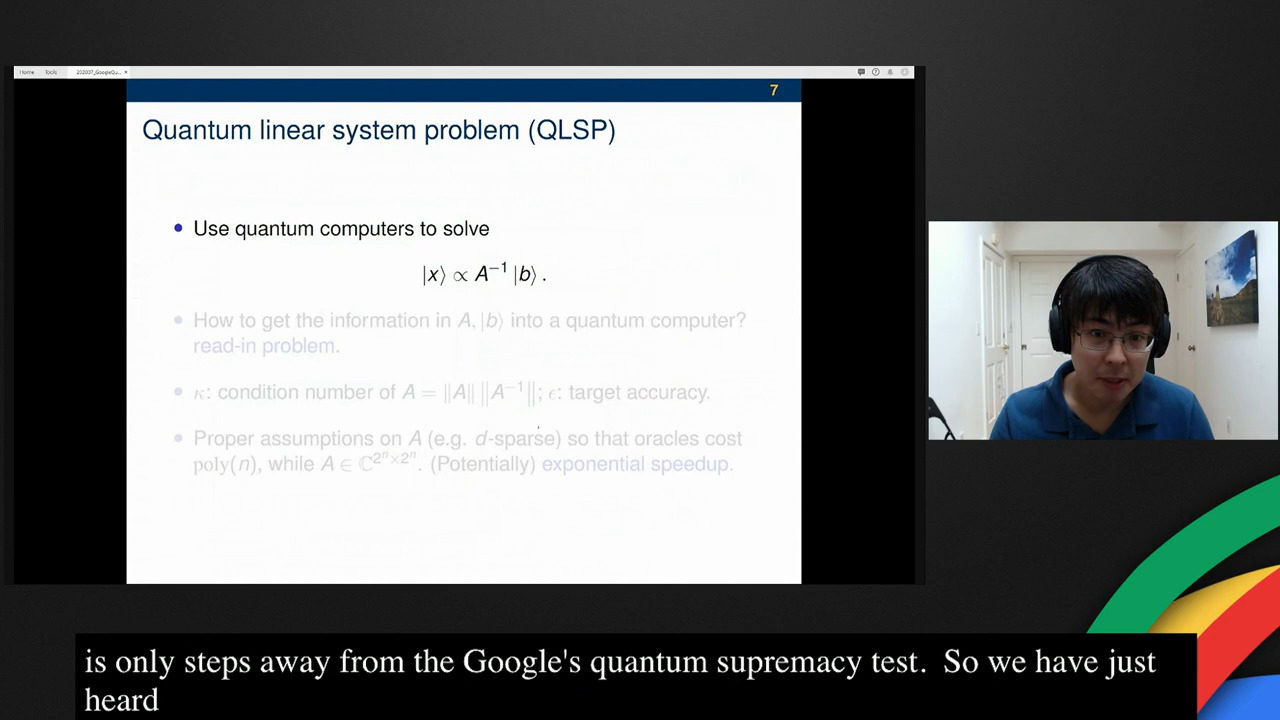 Home Tools 202007_GoogleQu... ×
7
Quantum linear system problem (QLSP)
• Use quantum computers to solve
|x⟩ ∝ A⁻¹ |b⟩ .
• How to get the information in A, |b⟩ into a quantum computer?
read-in problem.
• κ: condition number of A = ‖A‖ ‖A⁻¹‖; ϵ: target accuracy.
• Proper assumptions on A (e.g. d-sparse) so that oracles cost
poly(n), while A ∈ ℂ^{2ⁿ×2ⁿ}. (Potentially) exponential speedup.
is only steps away from the Google's quantum supremacy test. So we have just
heard